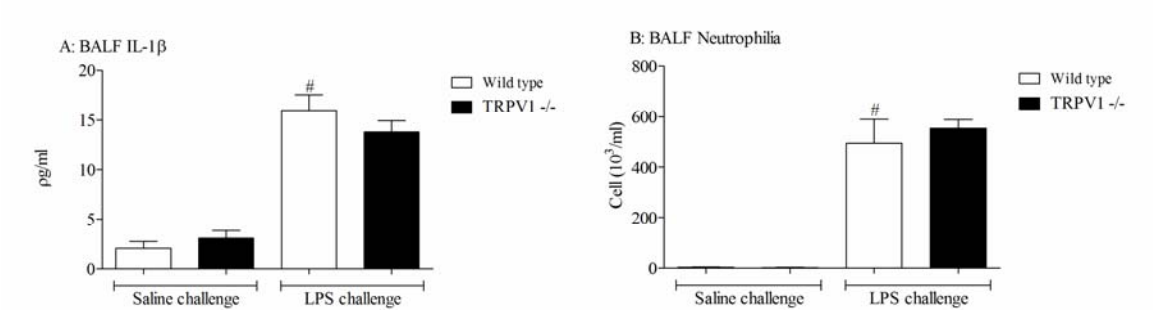 A: BALF IL-1β
20
15
10
5
0
ρg/ml
#
Wild type
TRPV1 -/-
Saline challenge
LPS challenge
B: BALF Neutrophilia
800
600
400
200
0
Cell (10³/ml)
#
Wild type
TRPV1 -/-
Saline challenge
LPS challenge